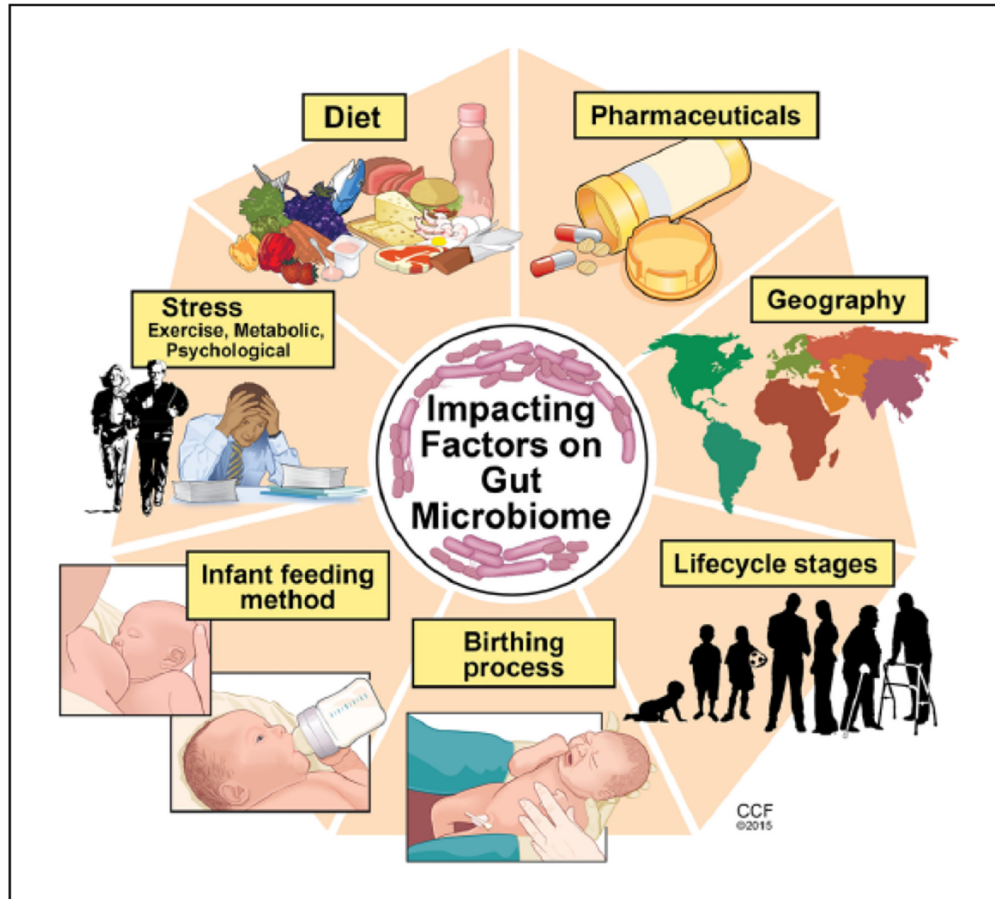 Diet
Pharmaceuticals
Stress
Exercise, Metabolic,
Psychological
Geography
Impacting
Factors on
Gut
Microbiome
Infant feeding
method
Birthing
process
Lifecycle stages
CCF
©2015